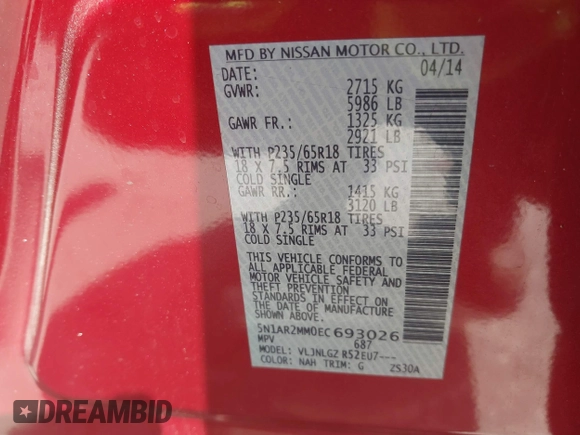 MFD BY NISSAN MOTOR CO., LTD.
DATE: 04/14
GVWR: 2715 KG
5986 LB
GAWR FR.: 1325 KG
2921 LB
WITH P235/65R18 TIRES
18 X 7.5 RIMS AT 33 PSI
COLD SINGLE
GAWR RR.: 1415 KG
3120 LB
WITH P235/65R18 TIRES
18 X 7.5 RIMS AT 33 PSI
COLD SINGLE
THIS VEHICLE CONFORMS TO
ALL APPLICABLE FEDERAL
MOTOR VEHICLE SAFETY AND
THEFT PREVENTION
STANDARDS IN EFFECT ON
THE DATE OF MANUFACTURE
SHOWN ABOVE.
5N1AR2MM0EC693026
MPV 687
MODEL: VLJNLGZ R52EU7---
COLOR: NAH TRIM: G ZS30A
DREAMBID